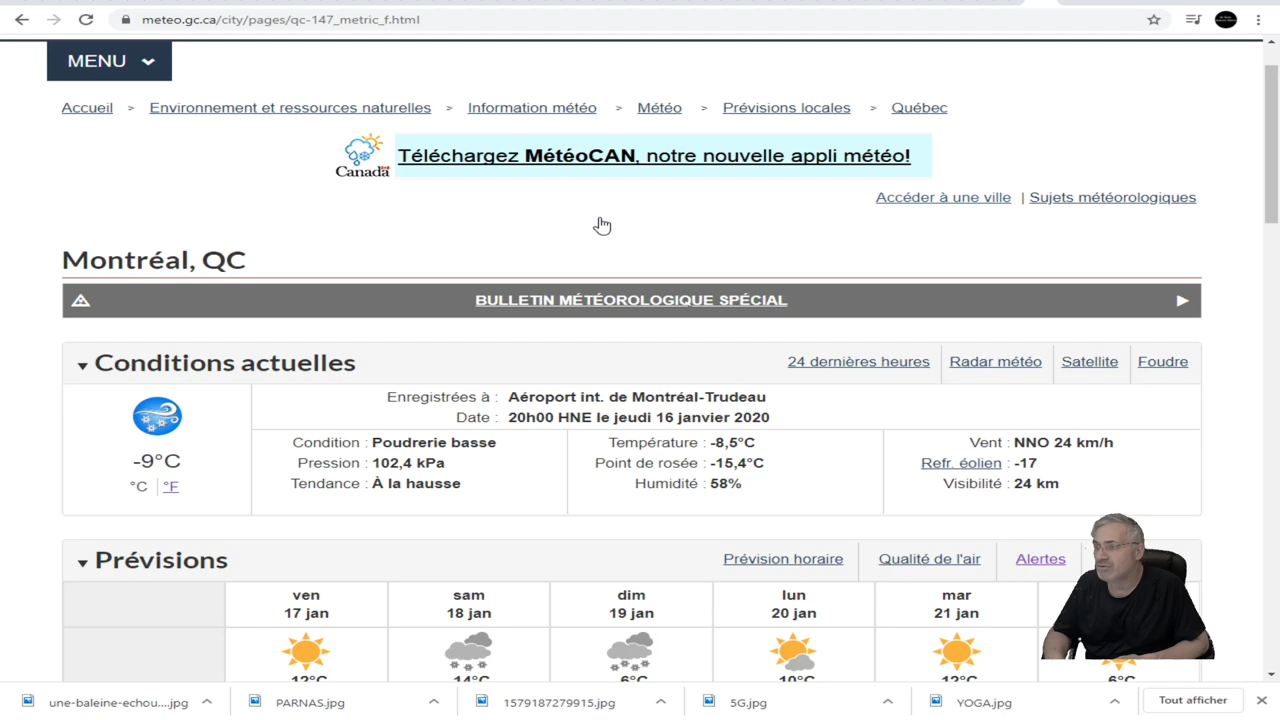 meteo.gc.ca/city/pages/qc-147_metric_f.html
MENU
Accueil > Environnement et ressources naturelles > Information météo > Météo > Prévisions locales > Québec
Canada
Téléchargez MétéoCAN, notre nouvelle appli météo!
Accéder à une ville | Sujets météorologiques
Montréal, QC
BULLETIN MÉTÉOROLOGIQUE SPÉCIAL
Conditions actuelles
24 dernières heures
Radar météo
Satellite
Foudre
-9°C
°C | °F
Enregistrées à : Aéroport int. de Montréal-Trudeau
Date : 20h00 HNE le jeudi 16 janvier 2020
Condition : Poudrerie basse
Pression : 102,4 kPa
Tendance : À la hausse
Température : -8,5°C
Point de rosée : -15,4°C
Humidité : 58%
Vent : NNO 24 km/h
Refr. éolien : -17
Visibilité : 24 km
Prévisions
Prévision horaire
Qualité de l'air
Alertes
ven
17 jan
sam
18 jan
dim
19 jan
lun
20 jan
mar
21 jan
une-baleine-echou....jpg
PARNAS.jpg
1579187279915.jpg
5G.jpg
YOGA.jpg
Tout afficher